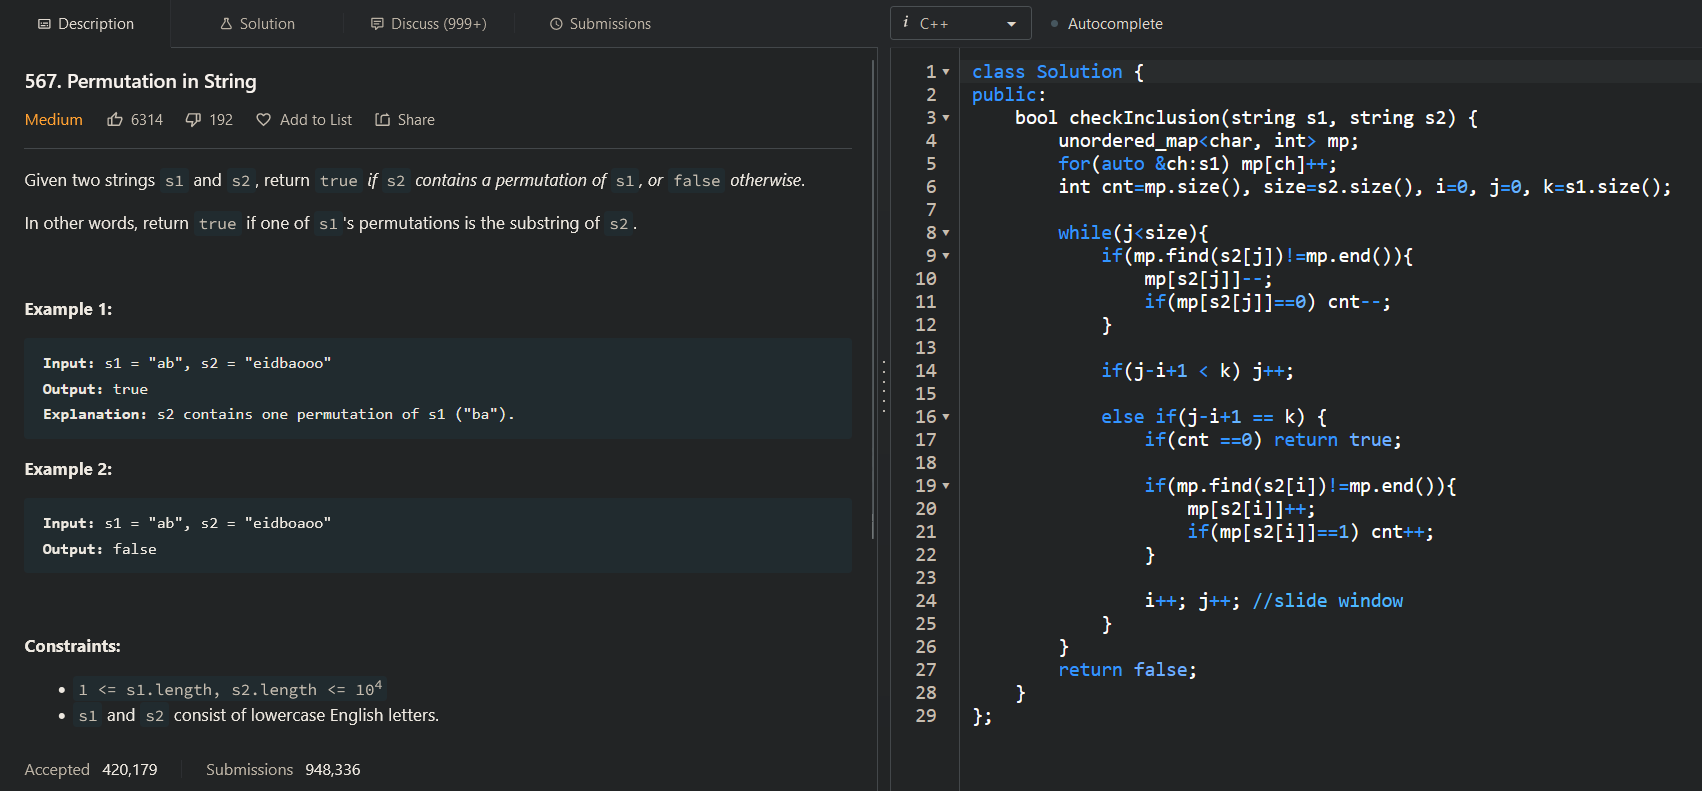 Description
Solution
Discuss (999+)
Submissions
567. Permutation in String
Medium 6314 192 Add to List Share
Given two strings s1 and s2, return true if s2 contains a permutation of s1, or false otherwise.
In other words, return true if one of s1's permutations is the substring of s2.
Example 1:
Input: s1 = "ab", s2 = "eidbaooo"
Output: true
Explanation: s2 contains one permutation of s1 ("ba").
Example 2:
Input: s1 = "ab", s2 = "eidboaoo"
Output: false
Constraints:
• 1 <= s1.length, s2.length <= 10⁴
• s1 and s2 consist of lowercase English letters.
Accepted 420,179 Submissions 948,336
i C++ Autocomplete
1 class Solution {
2 public:
3     bool checkInclusion(string s1, string s2) {
4         unordered_map<char, int> mp;
5         for(auto &ch:s1) mp[ch]++;
6         int cnt=mp.size(), size=s2.size(), i=0, j=0, k=s1.size();
7
8         while(j<size){
9             if(mp.find(s2[j])!=mp.end()){
10                 mp[s2[j]]--;
11                 if(mp[s2[j]]==0) cnt--;
12             }
13
14             if(j-i+1 < k) j++;
15
16             else if(j-i+1 == k) {
17                 if(cnt ==0) return true;
18
19                 if(mp.find(s2[i])!=mp.end()){
20                     mp[s2[i]]++;
21                     if(mp[s2[i]]==1) cnt++;
22                 }
23
24                 i++; j++; //slide window
25             }
26         }
27         return false;
28     }
29 };